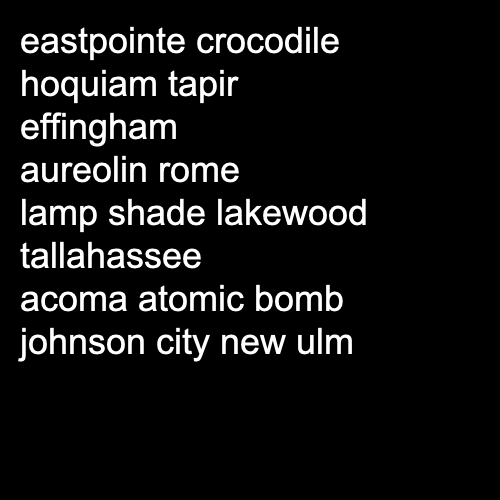 eastpointe crocodile
hoquiam tapir
effingham
aureolin rome
lamp shade lakewood
tallahassee
acoma atomic bomb
johnson city new ulm